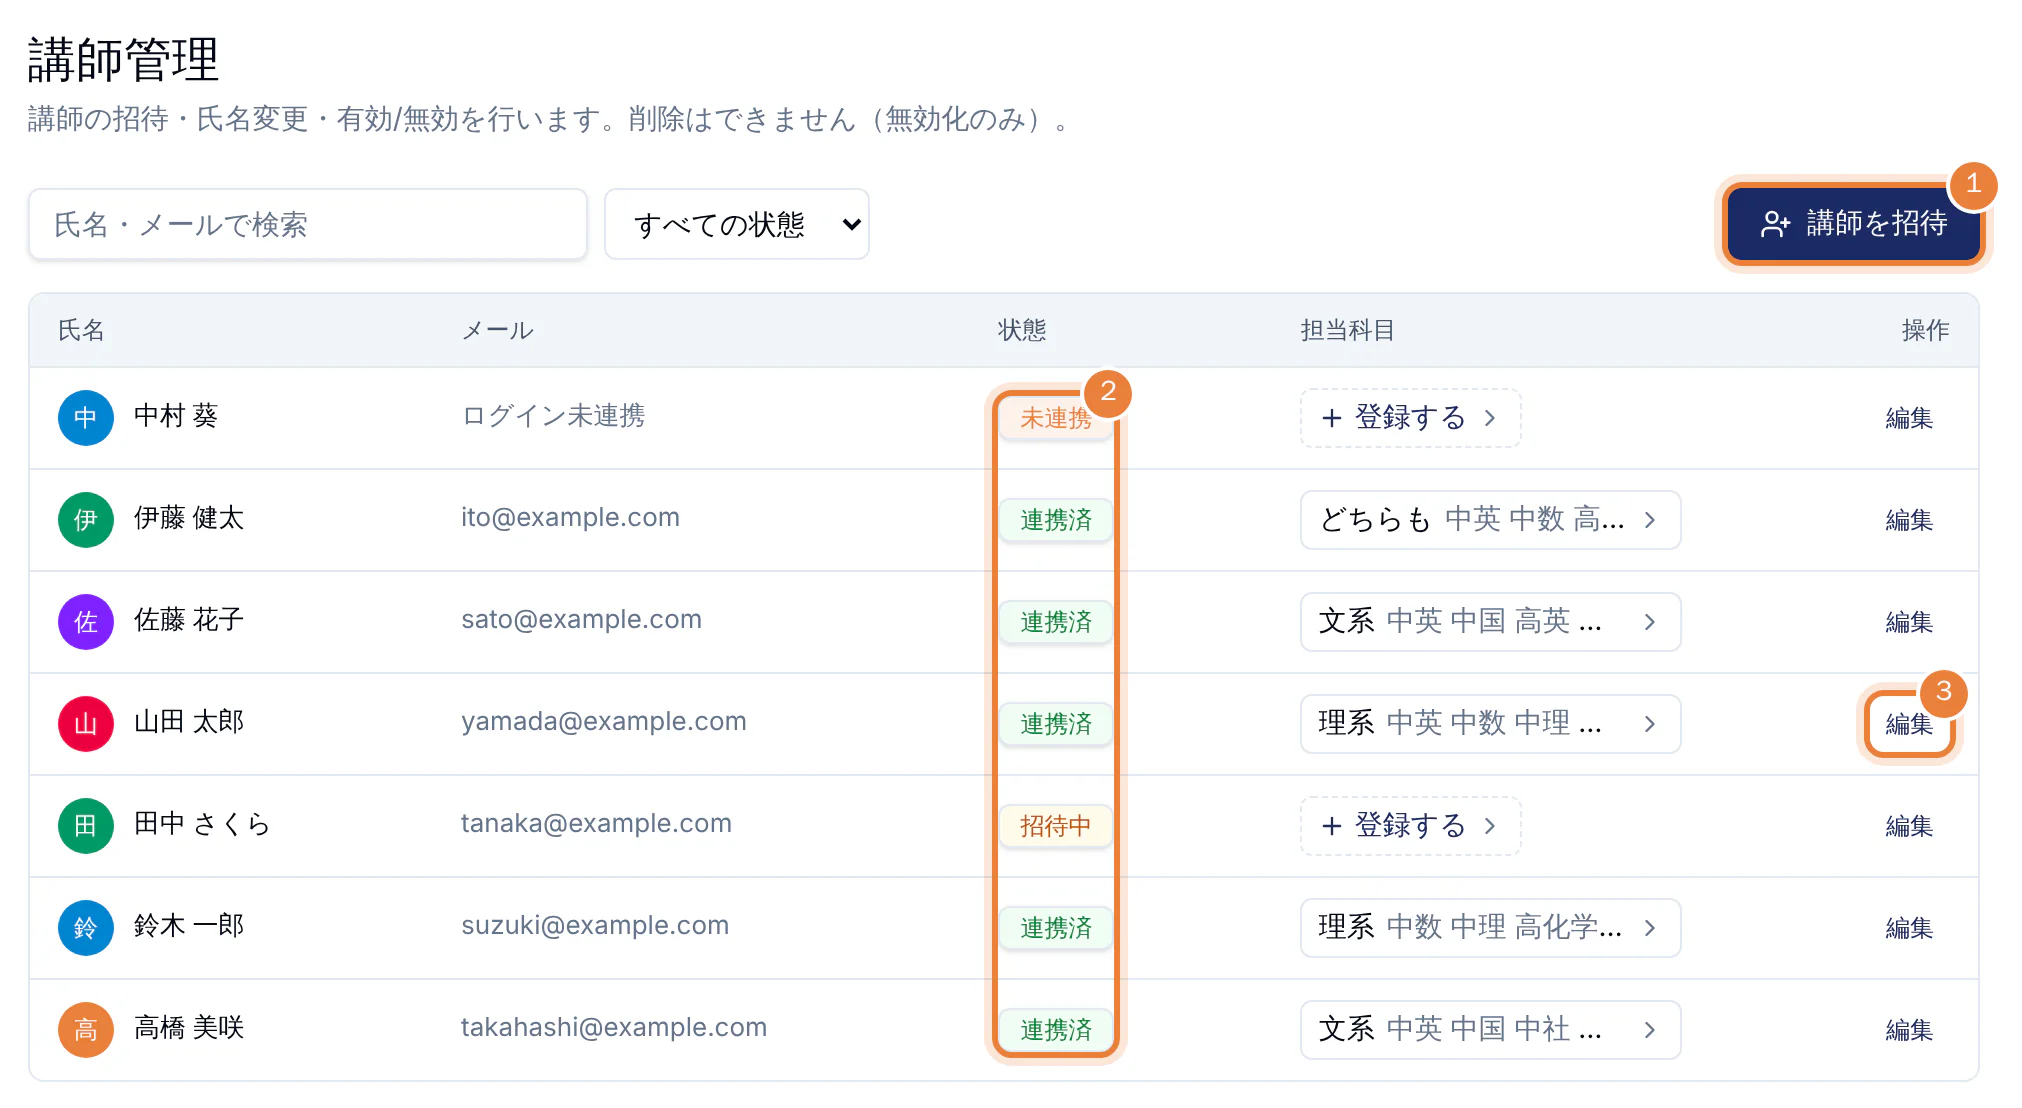 講師管理
講師の招待・氏名変更・有効/無効を行います。削除はできません（無効化のみ）。
氏名・メールで検索 すべての状態 講師を招待 1
氏名 メール 状態 担当科目 操作
2
中 中村 葵 ログイン未連携 未連携 + 登録する 編集
伊 伊藤 健太 ito@example.com 連携済 どちらも 中英 中数 高... 編集
佐 佐藤 花子 sato@example.com 連携済 文系 中英 中国 高英 ... 編集
3
山 山田 太郎 yamada@example.com 連携済 理系 中英 中数 中理 ... 編集
田 田中 さくら tanaka@example.com 招待中 + 登録する 編集
鈴 鈴木 一郎 suzuki@example.com 連携済 理系 中数 中理 高化学... 編集
高 高橋 美咲 takahashi@example.com 連携済 文系 中英 中国 中社 ... 編集